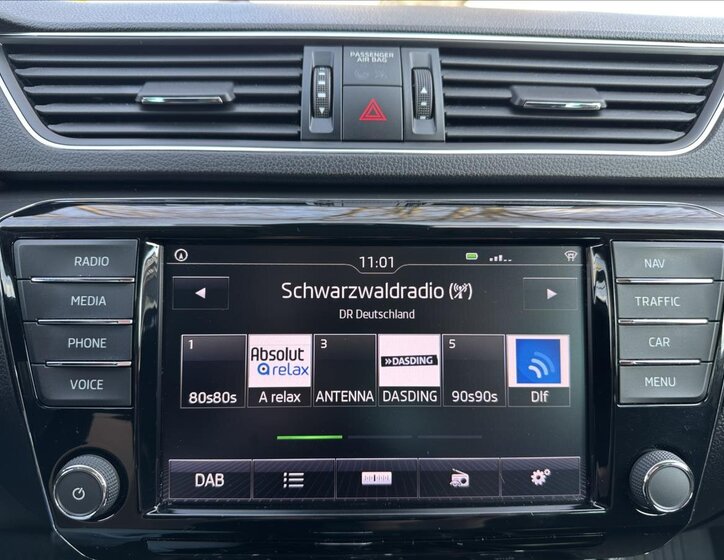 PASSENGER
AIR BAG
RADIO
MEDIA
PHONE
VOICE
11:01
Schwarzwaldradio
DR Deutschland
1
80s80s
Absolut
relax
A relax
3
ANTENNA
»DASDING
DASDING
5
90s90s
Dlf
DAB
NAV
TRAFFIC
CAR
MENU